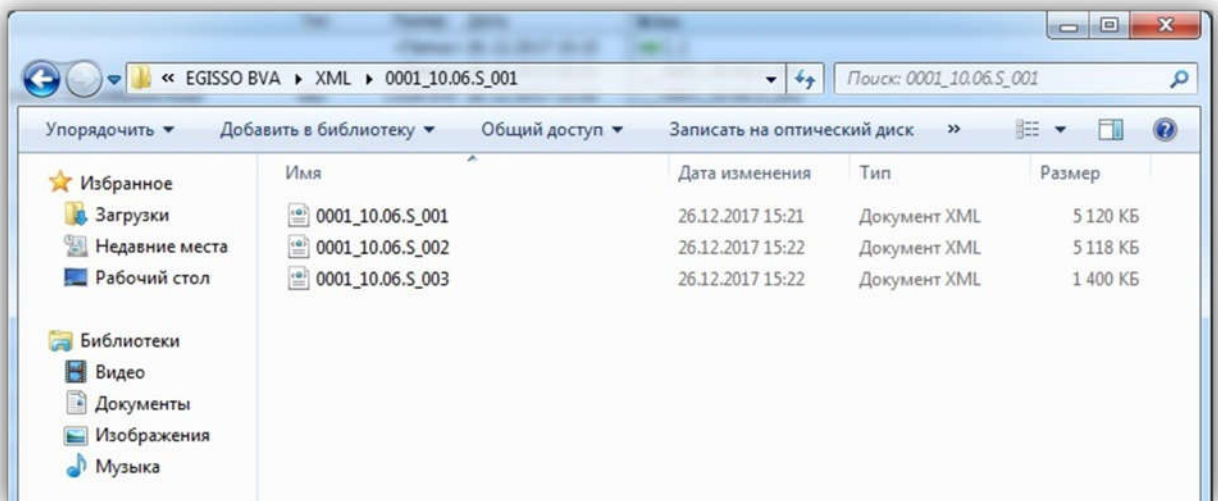 « EGISSO BVA ▸ XML ▸ 0001_10.06.S_001
Поиск: 0001_10.06.S_001
Упорядочить Добавить в библиотеку Общий доступ Записать на оптический диск »
Имя Дата изменения Тип Размер
Избранное
Загрузки 0001_10.06.S_001 26.12.2017 15:21 Документ XML 5 120 КБ
Недавние места 0001_10.06.S_002 26.12.2017 15:22 Документ XML 5 118 КБ
Рабочий стол 0001_10.06.S_003 26.12.2017 15:22 Документ XML 1 400 КБ
Библиотеки
Видео
Документы
Изображения
Музыка